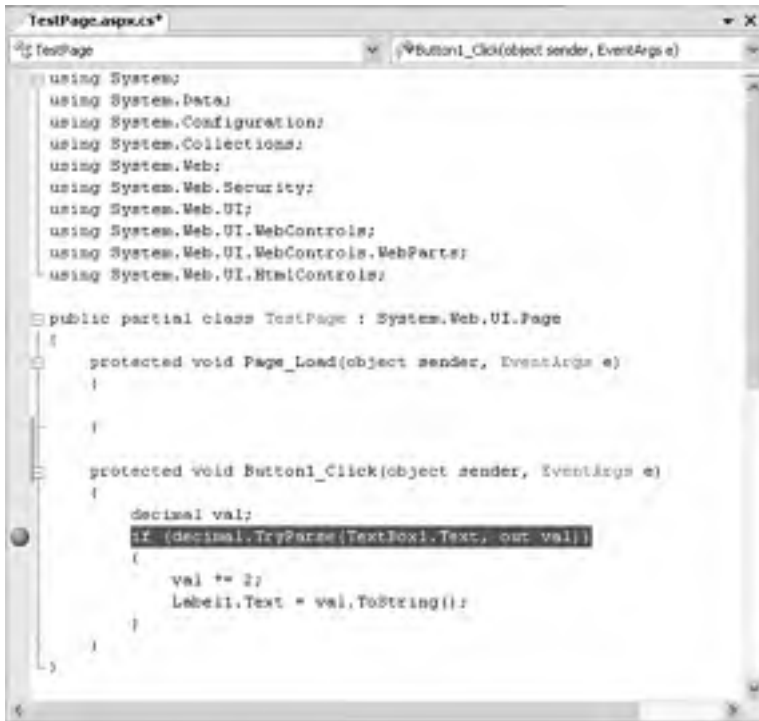 TestPage.aspx.cs*
TestPage
Button1_Click(object sender, EventArgs e)
using System;
using System.Data;
using System.Configuration;
using System.Collections;
using System.Web;
using System.Web.Security;
using System.Web.UI;
using System.Web.UI.WebControls;
using System.Web.UI.WebControls.WebParts;
using System.Web.UI.HtmlControls;
public partial class TestPage : System.Web.UI.Page
{
protected void Page_Load(object sender, EventArgs e)
{
}
protected void Button1_Click(object sender, EventArgs e)
{
decimal val;
if (decimal.TryParse(TextBox1.Text, out val))
{
val *= 2;
Label1.Text = val.ToString();
}
}
}